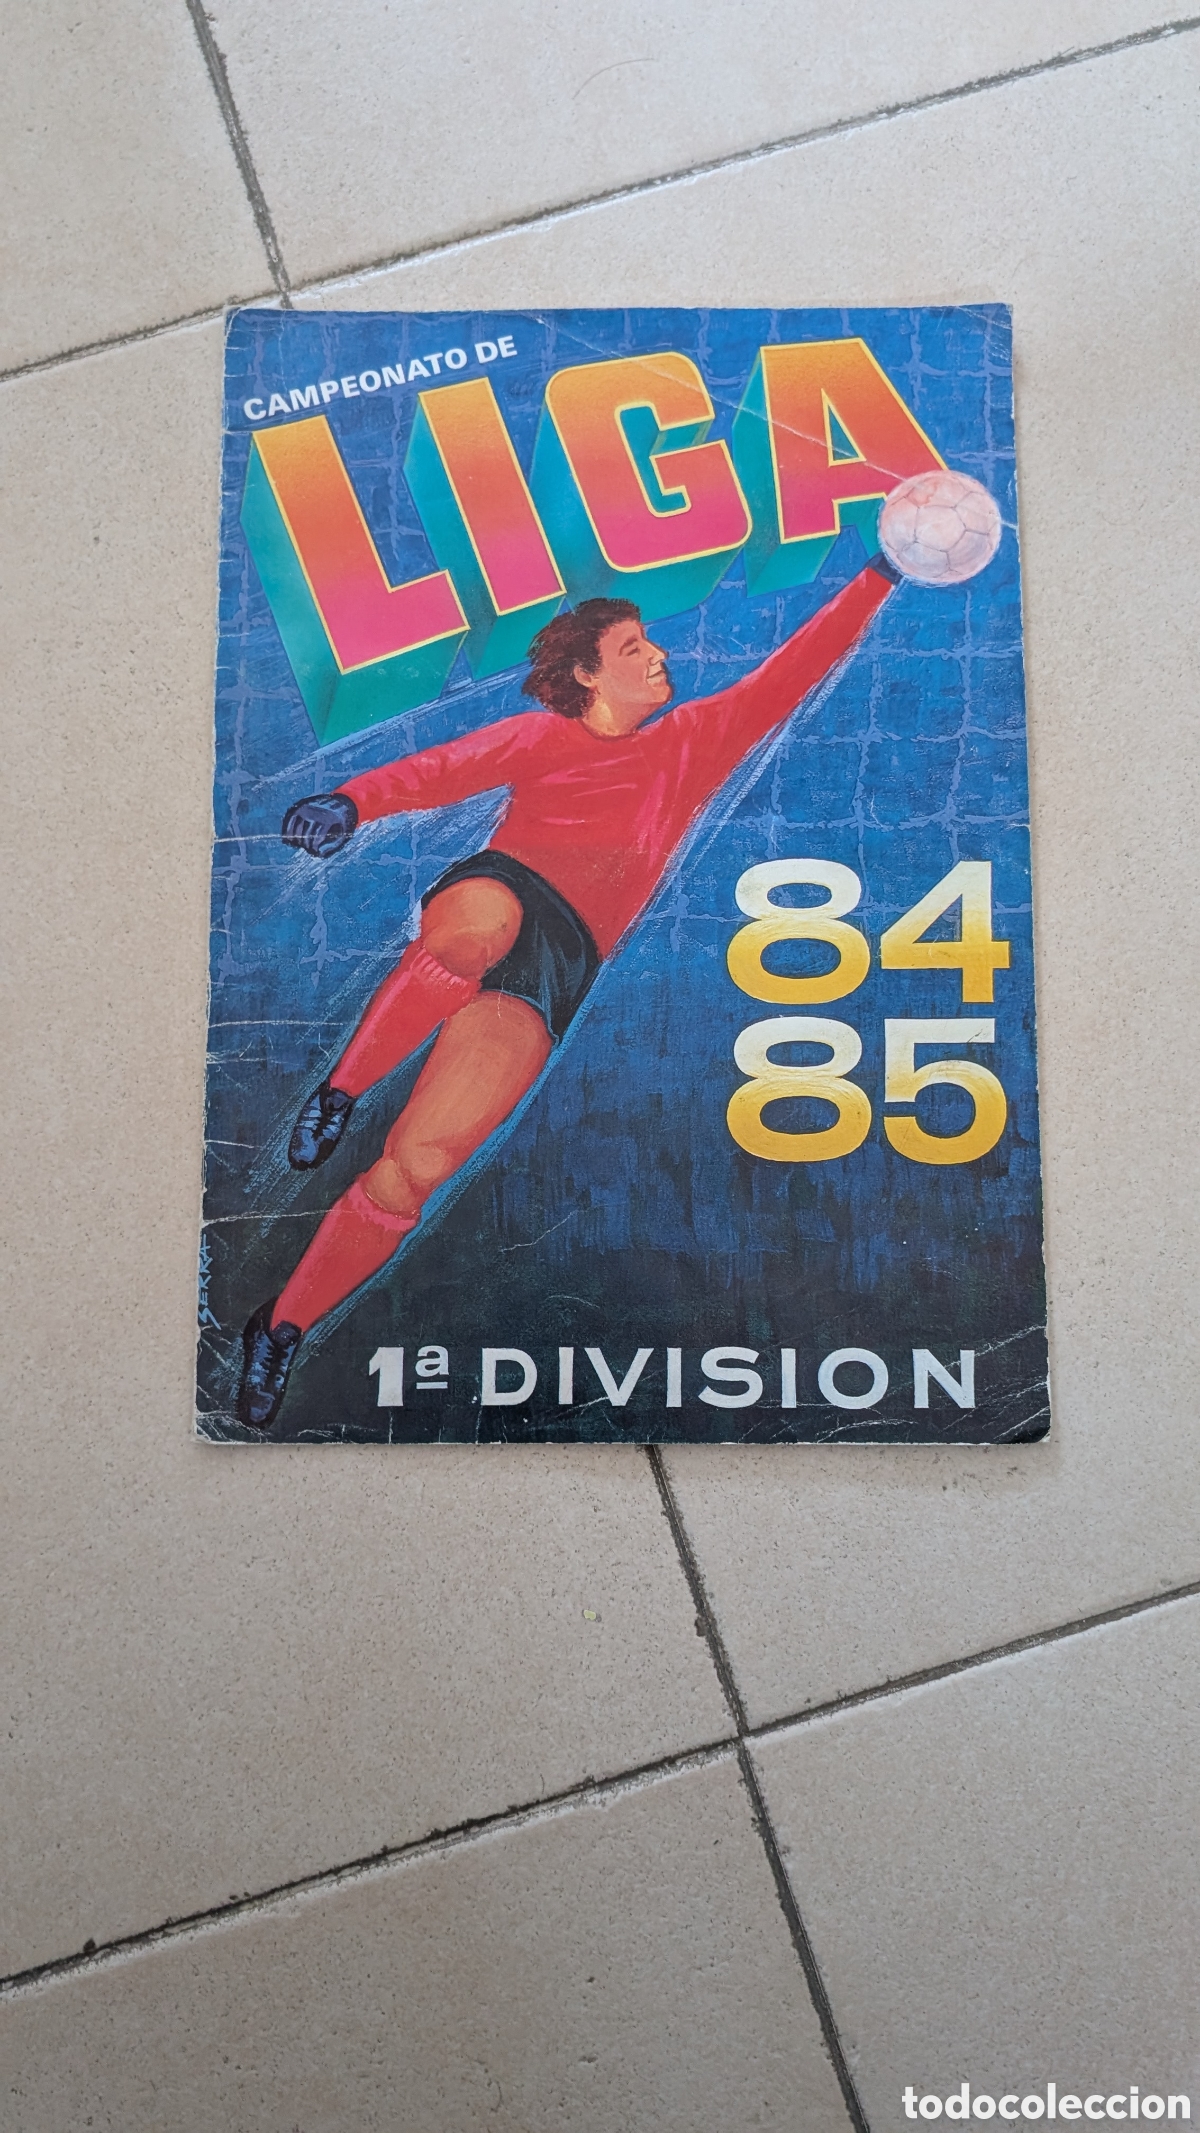 CAMPEONATO DE
LIGA
84
85
SERRA
1ª DIVISION
todocoleccion